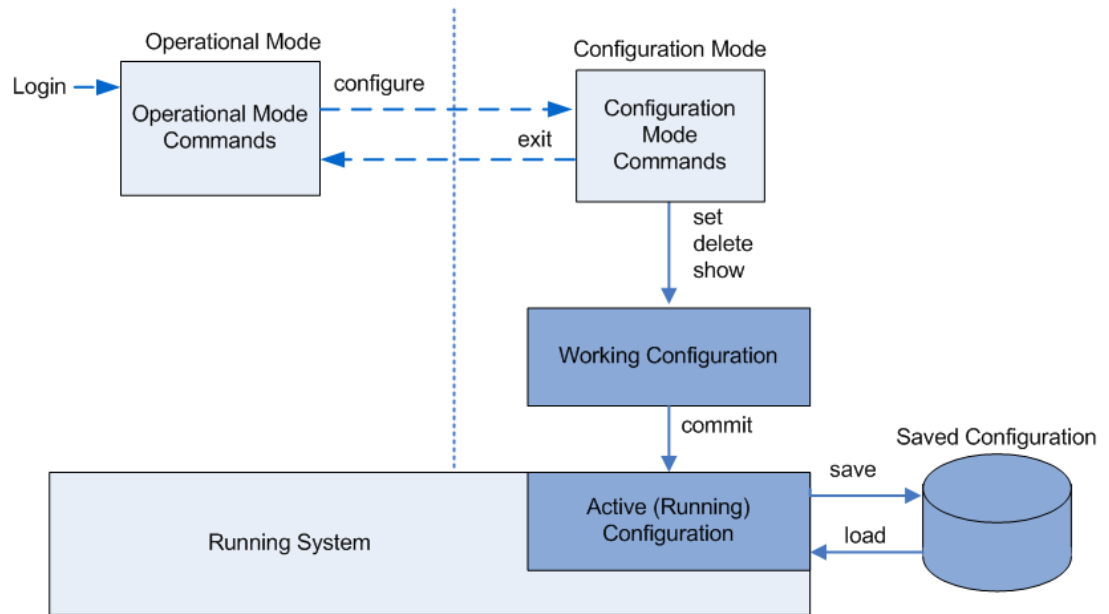 Operational Mode
Configuration Mode
Login
configure
Operational Mode
Commands
Configuration
Mode
Commands
exit
set
delete
show
Working Configuration
commit
Saved Configuration
save
Active (Running)
Configuration
Running System
load